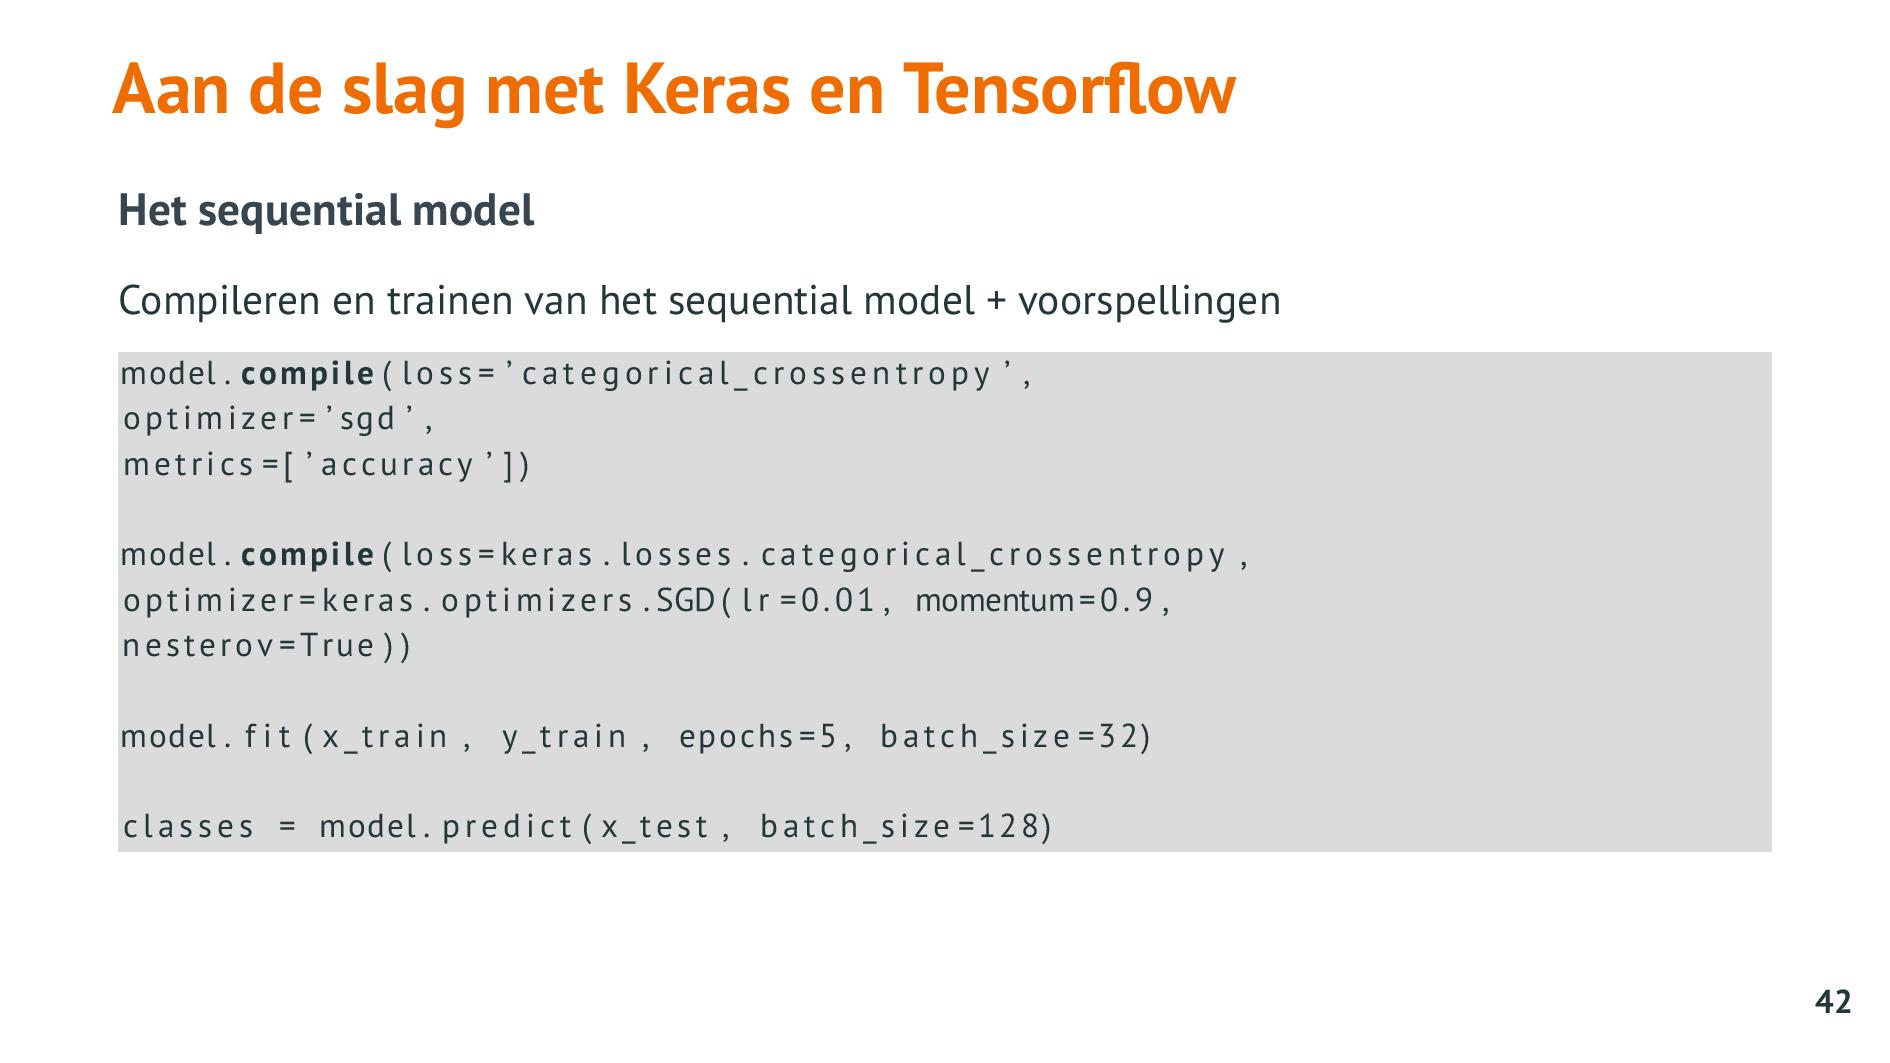 Aan de slag met Keras en Tensorflow
Het sequential model
Compileren en trainen van het sequential model + voorspellingen
model.compile(loss=’categorical_crossentropy’,
optimizer=’sgd’,
metrics=[’accuracy’])
model.compile(loss=keras.losses.categorical_crossentropy,
optimizer=keras.optimizers.SGD(lr=0.01, momentum=0.9,
nesterov=True))
model.fit(x_train, y_train, epochs=5, batch_size=32)
classes = model.predict(x_test, batch_size=128)
42